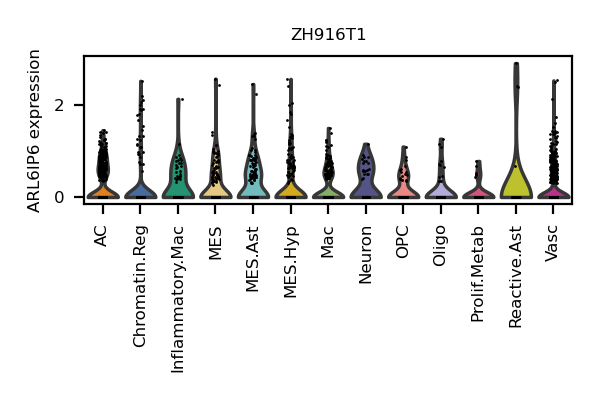 ZH916T1
ARL6IP6 expression
2
0
AC
Chromatin.Reg
Inflammatory.Mac
MES
MES.Ast
MES.Hyp
Mac
Neuron
OPC
Oligo
Prolif.Metab
Reactive.Ast
Vasc